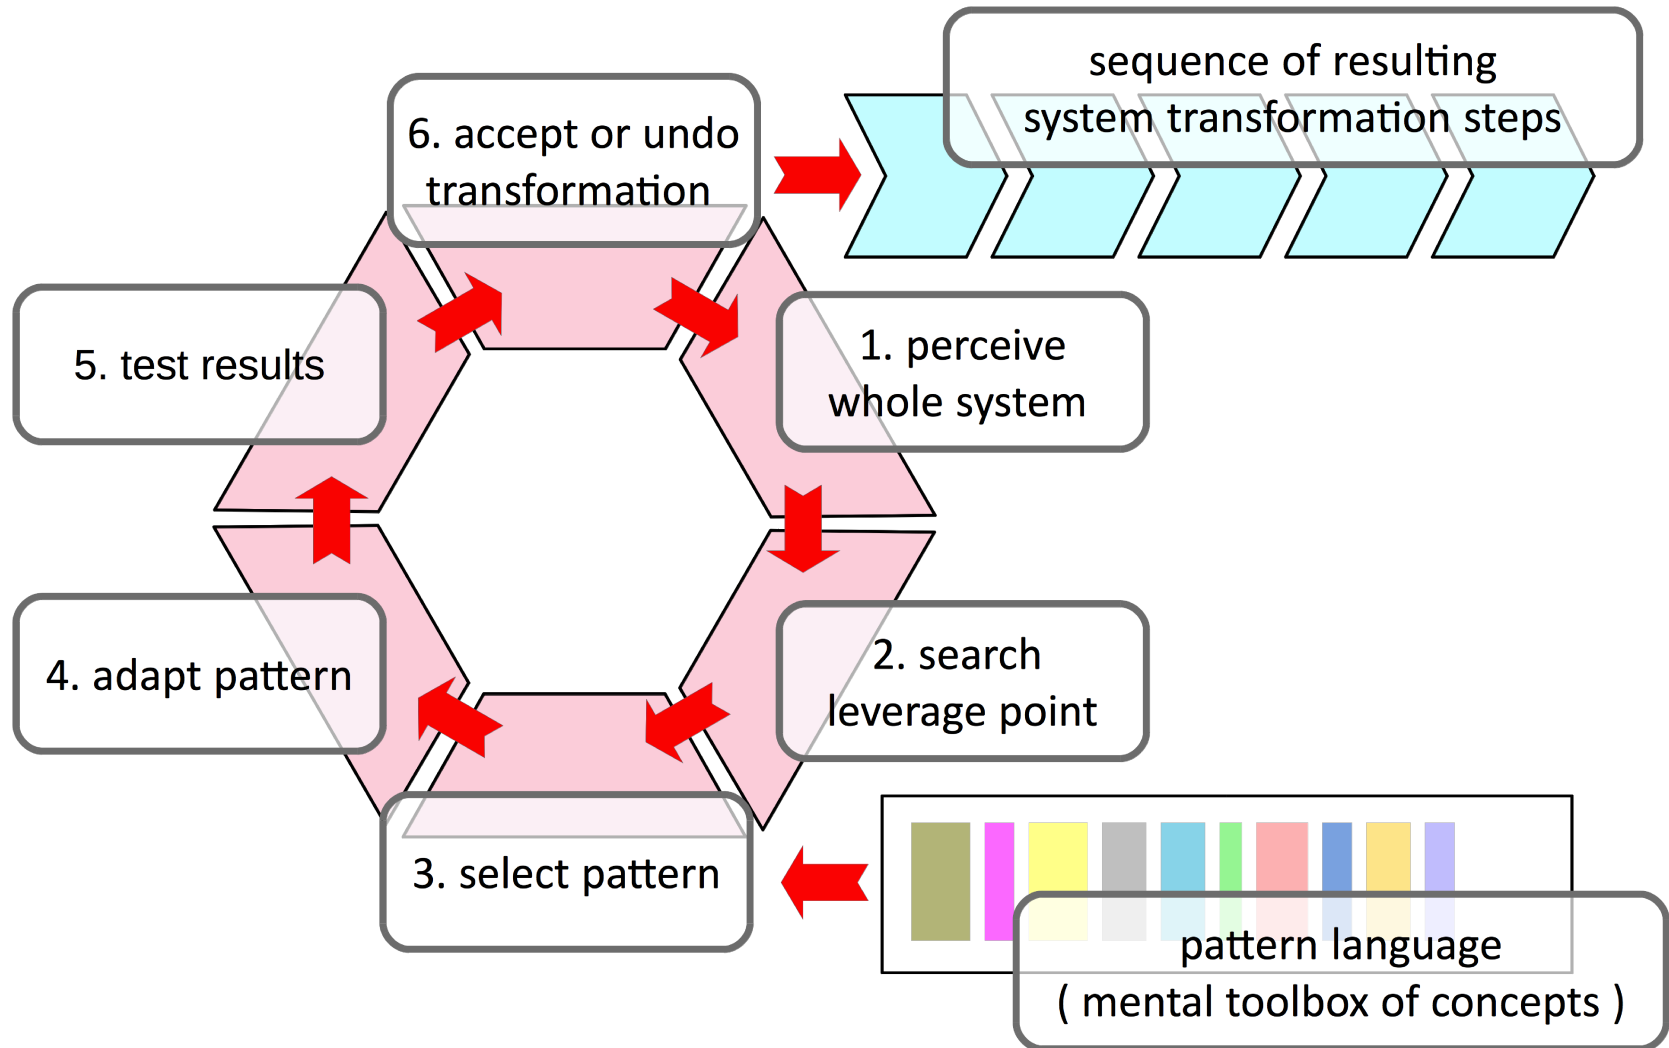 sequence of resulting
system transformation steps
6. accept or undo
transformation
1. perceive
whole system
5. test results
2. search
leverage point
4. adapt pattern
3. select pattern
pattern language
( mental toolbox of concepts )